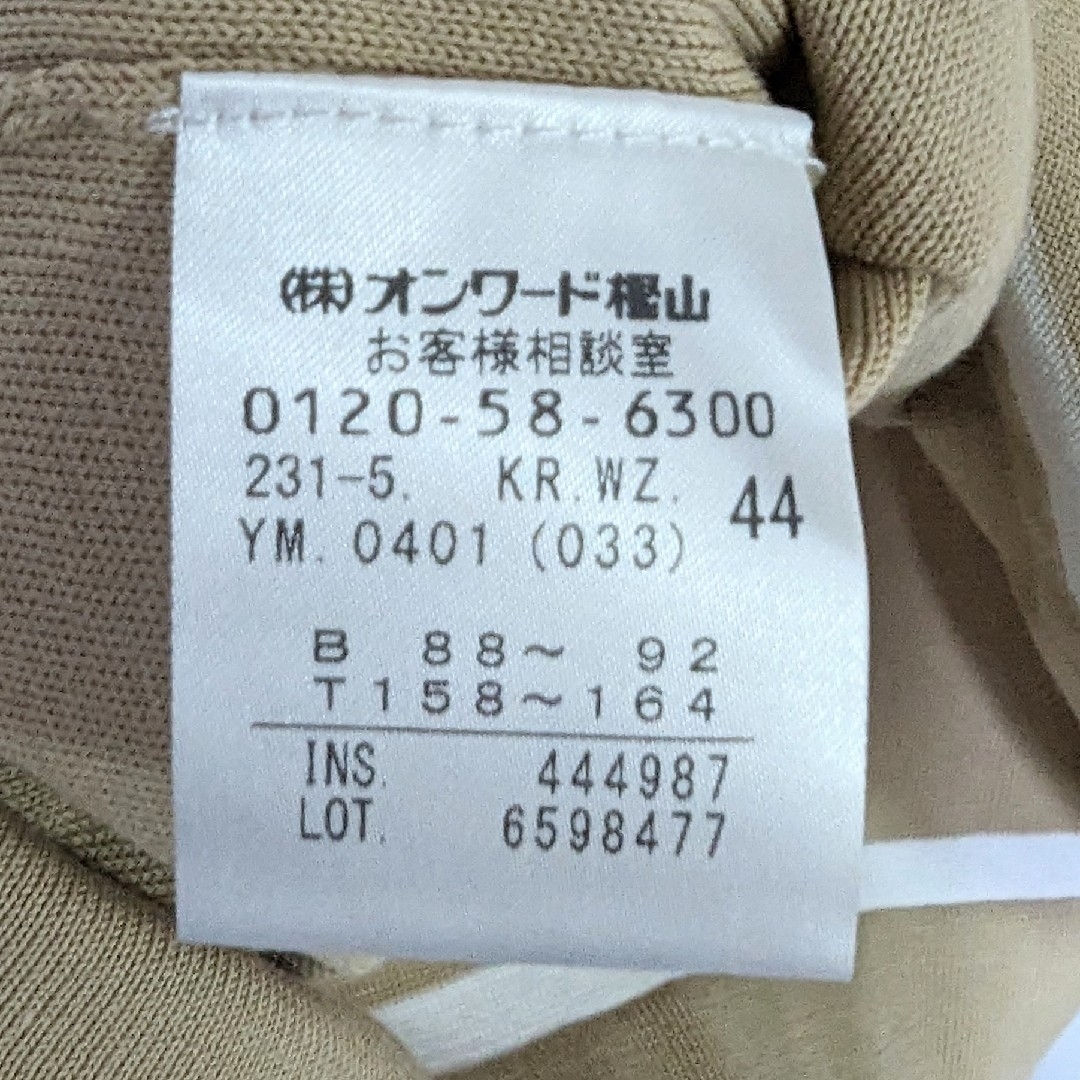 (株)オンワード樫山
お客様相談室
0120-58-6300
231-5. KR.WZ. 44
YM. 0401 (033)
B 88～ 92
T158～164
INS. 444987
LOT. 6598477